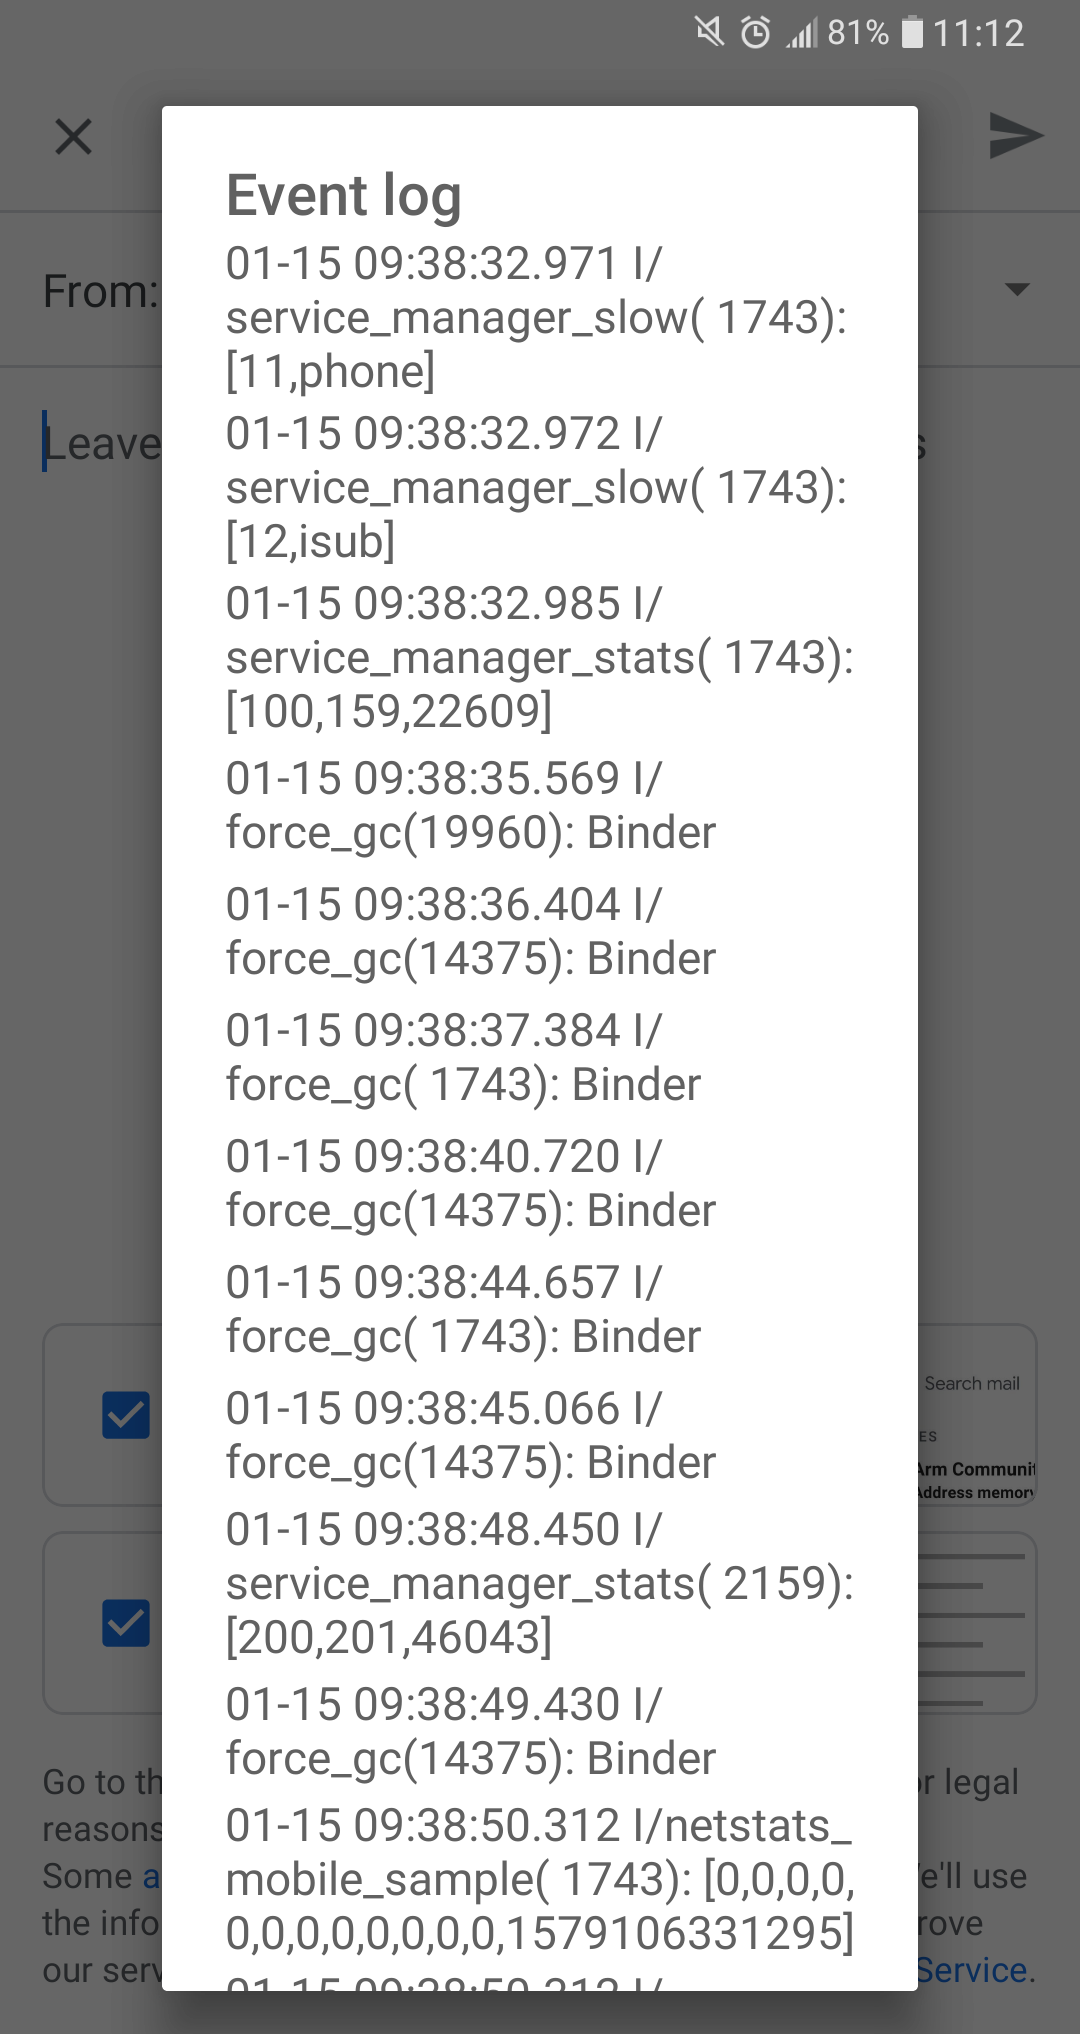 81% 11:12
Event log
01-15 09:38:32.971 I/
service_manager_slow( 1743):
[11,phone]
01-15 09:38:32.972 I/
service_manager_slow( 1743):
[12,isub]
01-15 09:38:32.985 I/
service_manager_stats( 1743):
[100,159,22609]
01-15 09:38:35.569 I/
force_gc(19960): Binder
01-15 09:38:36.404 I/
force_gc(14375): Binder
01-15 09:38:37.384 I/
force_gc( 1743): Binder
01-15 09:38:40.720 I/
force_gc(14375): Binder
01-15 09:38:44.657 I/
force_gc( 1743): Binder
01-15 09:38:45.066 I/
force_gc(14375): Binder
01-15 09:38:48.450 I/
service_manager_stats( 2159):
[200,201,46043]
01-15 09:38:49.430 I/
force_gc(14375): Binder
01-15 09:38:50.312 I/netstats_
mobile_sample( 1743): [0,0,0,0,
0,0,0,0,0,0,0,0,1579106331295]
01-15 09:38:50.312 I/
From:
Leave
Search mail
Arm Communit
Address memory
Go to th
r legal
reasons
Some a
e'll use
the info
rove
our serv
Service.